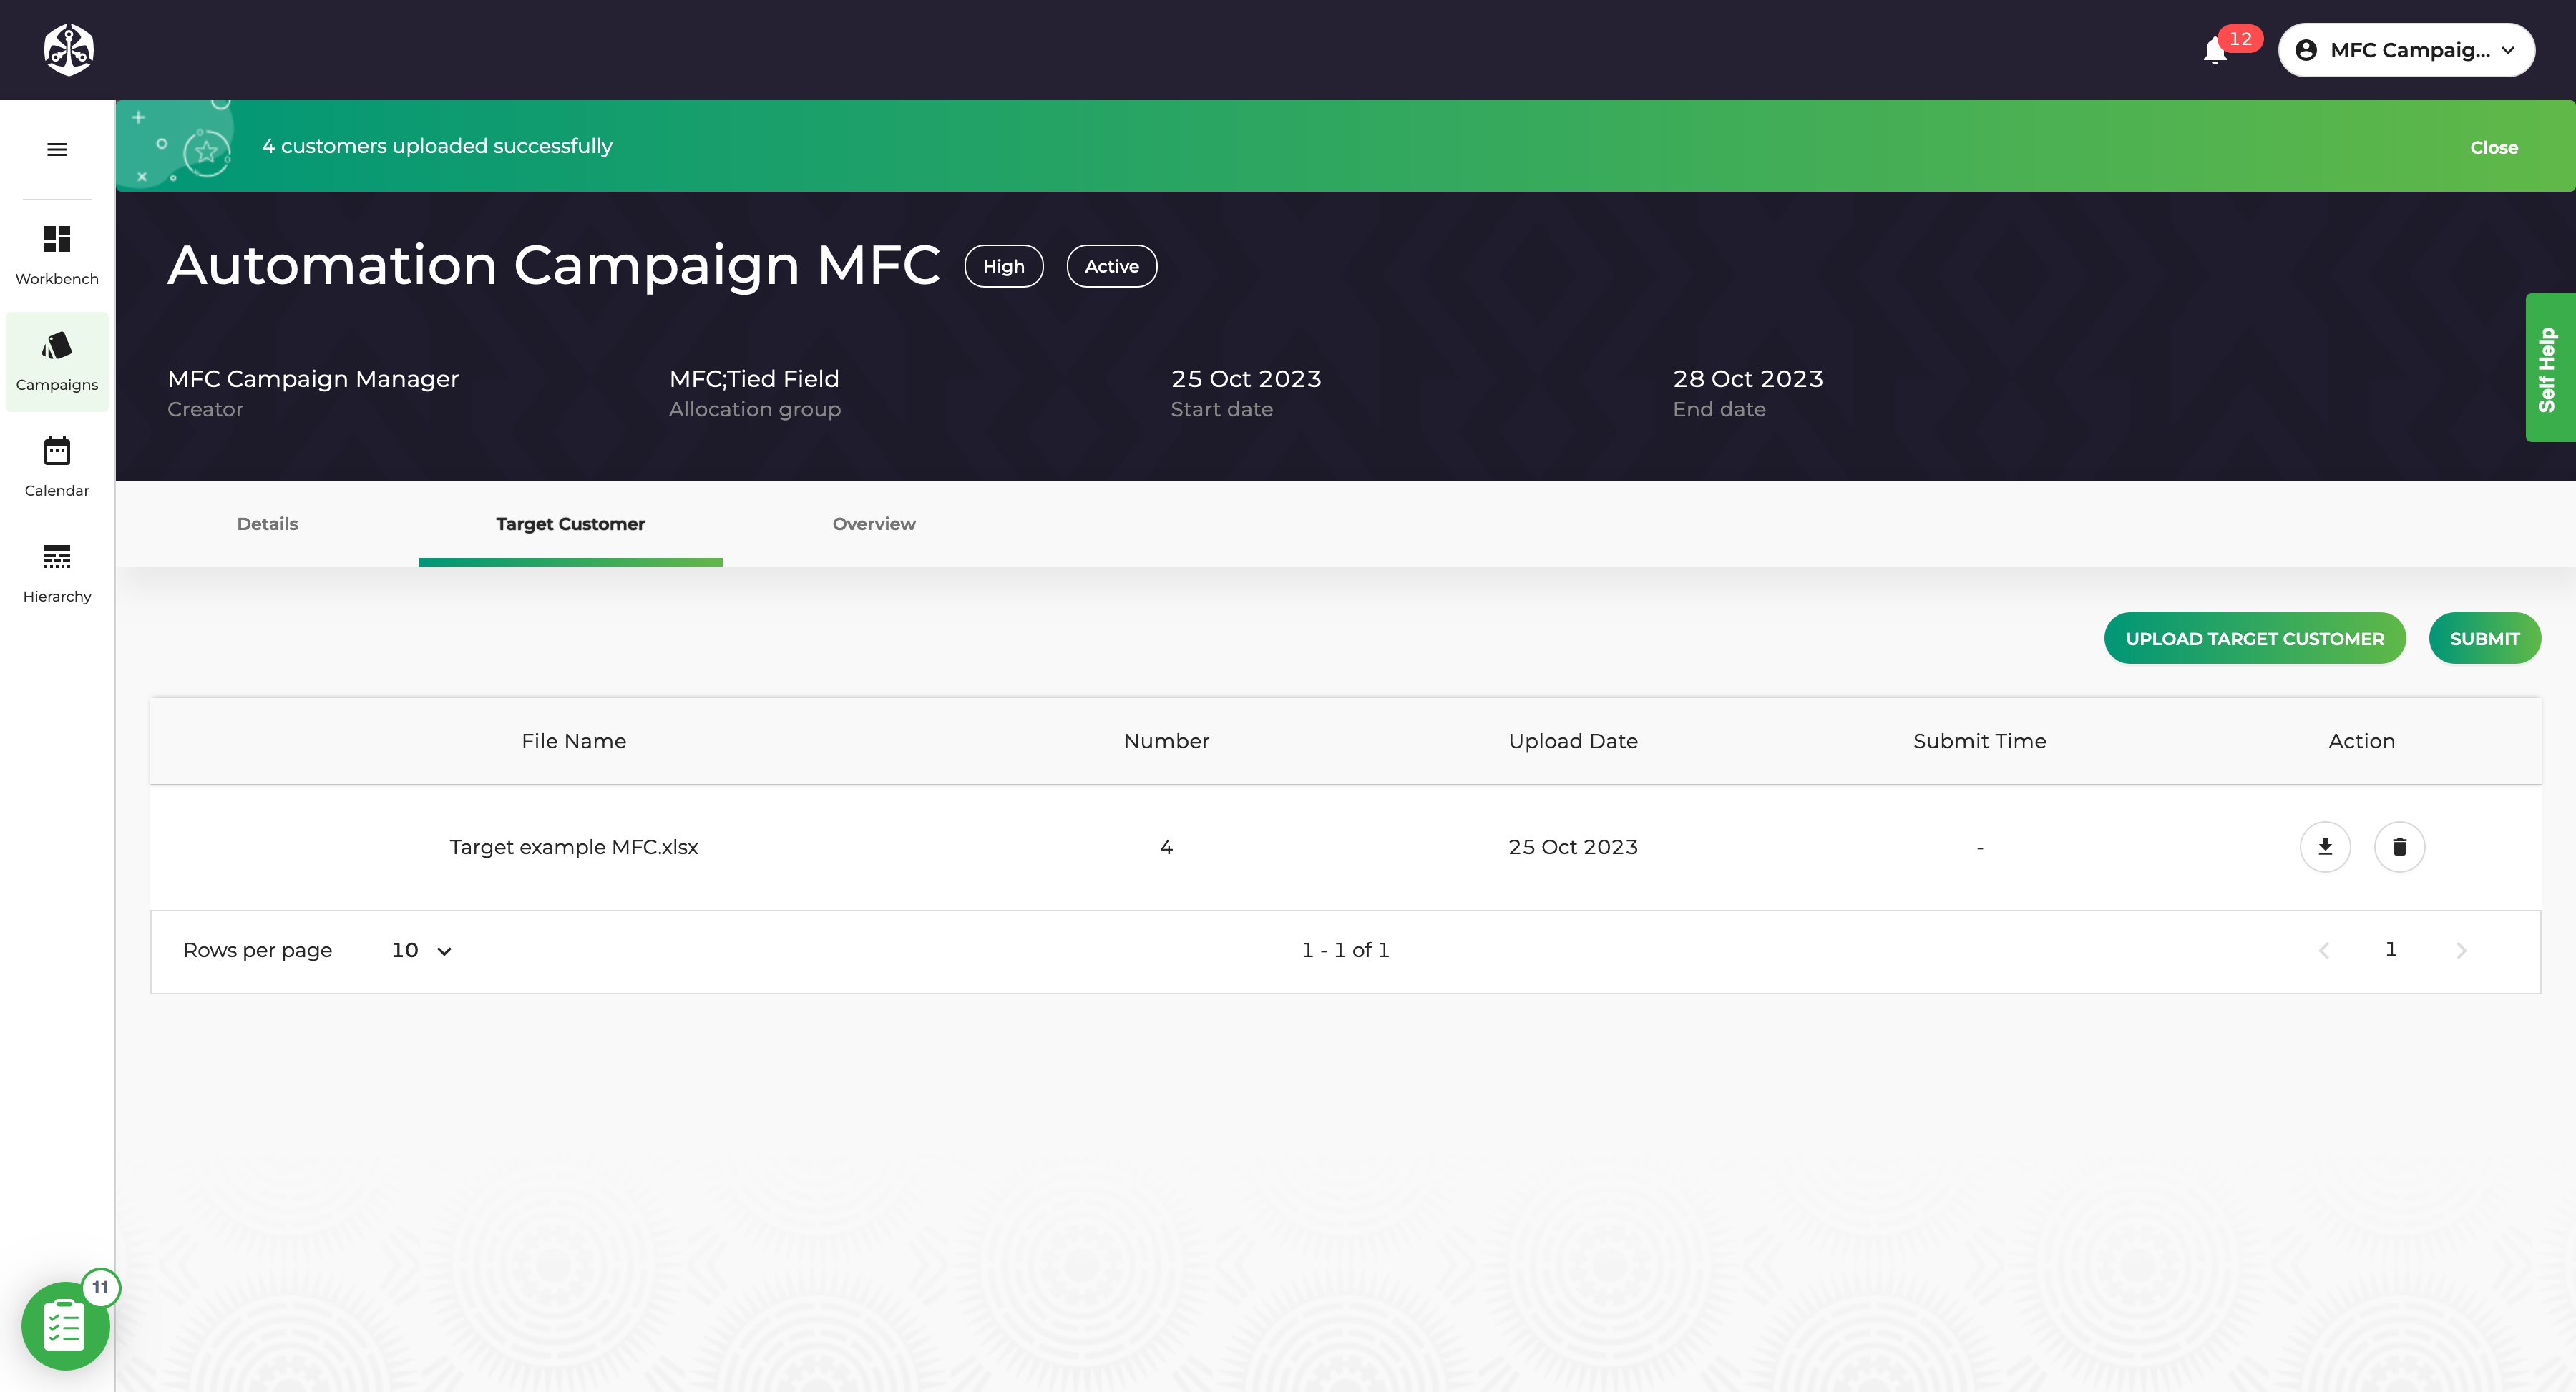 12
MFC Campaig...
4 customers uploaded successfully
Close
Workbench
Campaigns
Calendar
Hierarchy
Automation Campaign MFC
High
Active
MFC Campaign Manager
Creator
MFC;Tied Field
Allocation group
25 Oct 2023
Start date
28 Oct 2023
End date
Self Help
Details
Target Customer
Overview
UPLOAD TARGET CUSTOMER
SUBMIT
File Name Number Upload Date Submit Time Action
Target example MFC.xlsx 4 25 Oct 2023 -
Rows per page 10 1 - 1 of 1 1
11